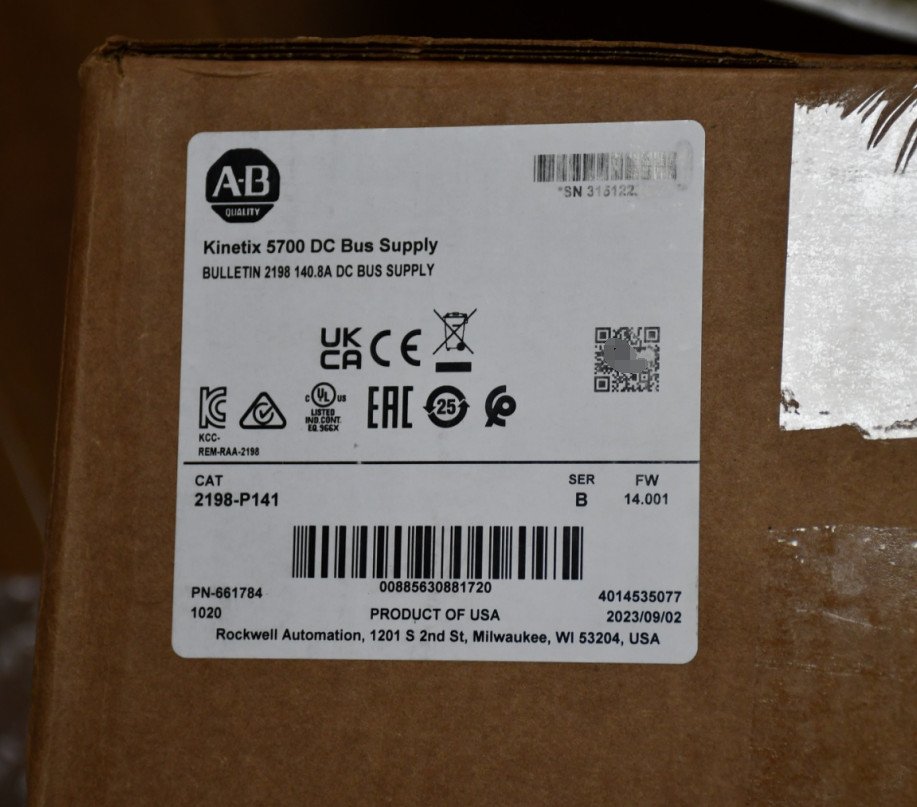 A-B
QUALITY
*SN 315122
Kinetix 5700 DC Bus Supply
BULLETIN 2198 140.8A DC BUS SUPPLY
UK
CA CE
KCC-
REM-RAA-2198
C UL US
LISTED
IND.CONT.
EQ.966X
EAC
25
CAT
2198-P141
SER
B
FW
14.001
00885630881720
PN-661784
1020
PRODUCT OF USA
4014535077
2023/09/02
Rockwell Automation, 1201 S 2nd St, Milwaukee, WI 53204, USA